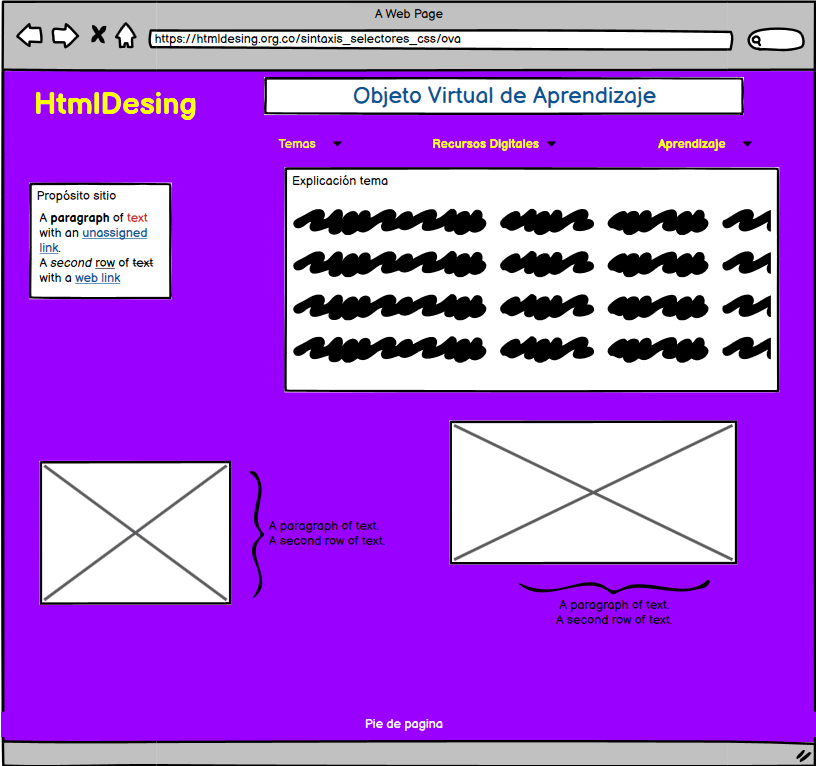 A Web Page
https://htmldesing.org.co/sintaxis_selectores_css/ova
HtmlDesing
Objeto Virtual de Aprendizaje
Temas
Recursos Digitales
Aprendizaje
Propósito sitio
A paragraph of text
with an unassigned
link.
A second row of text
with a web link
Explicación tema
A paragraph of text.
A second row of text.
A paragraph of text.
A second row of text.
Pie de pagina